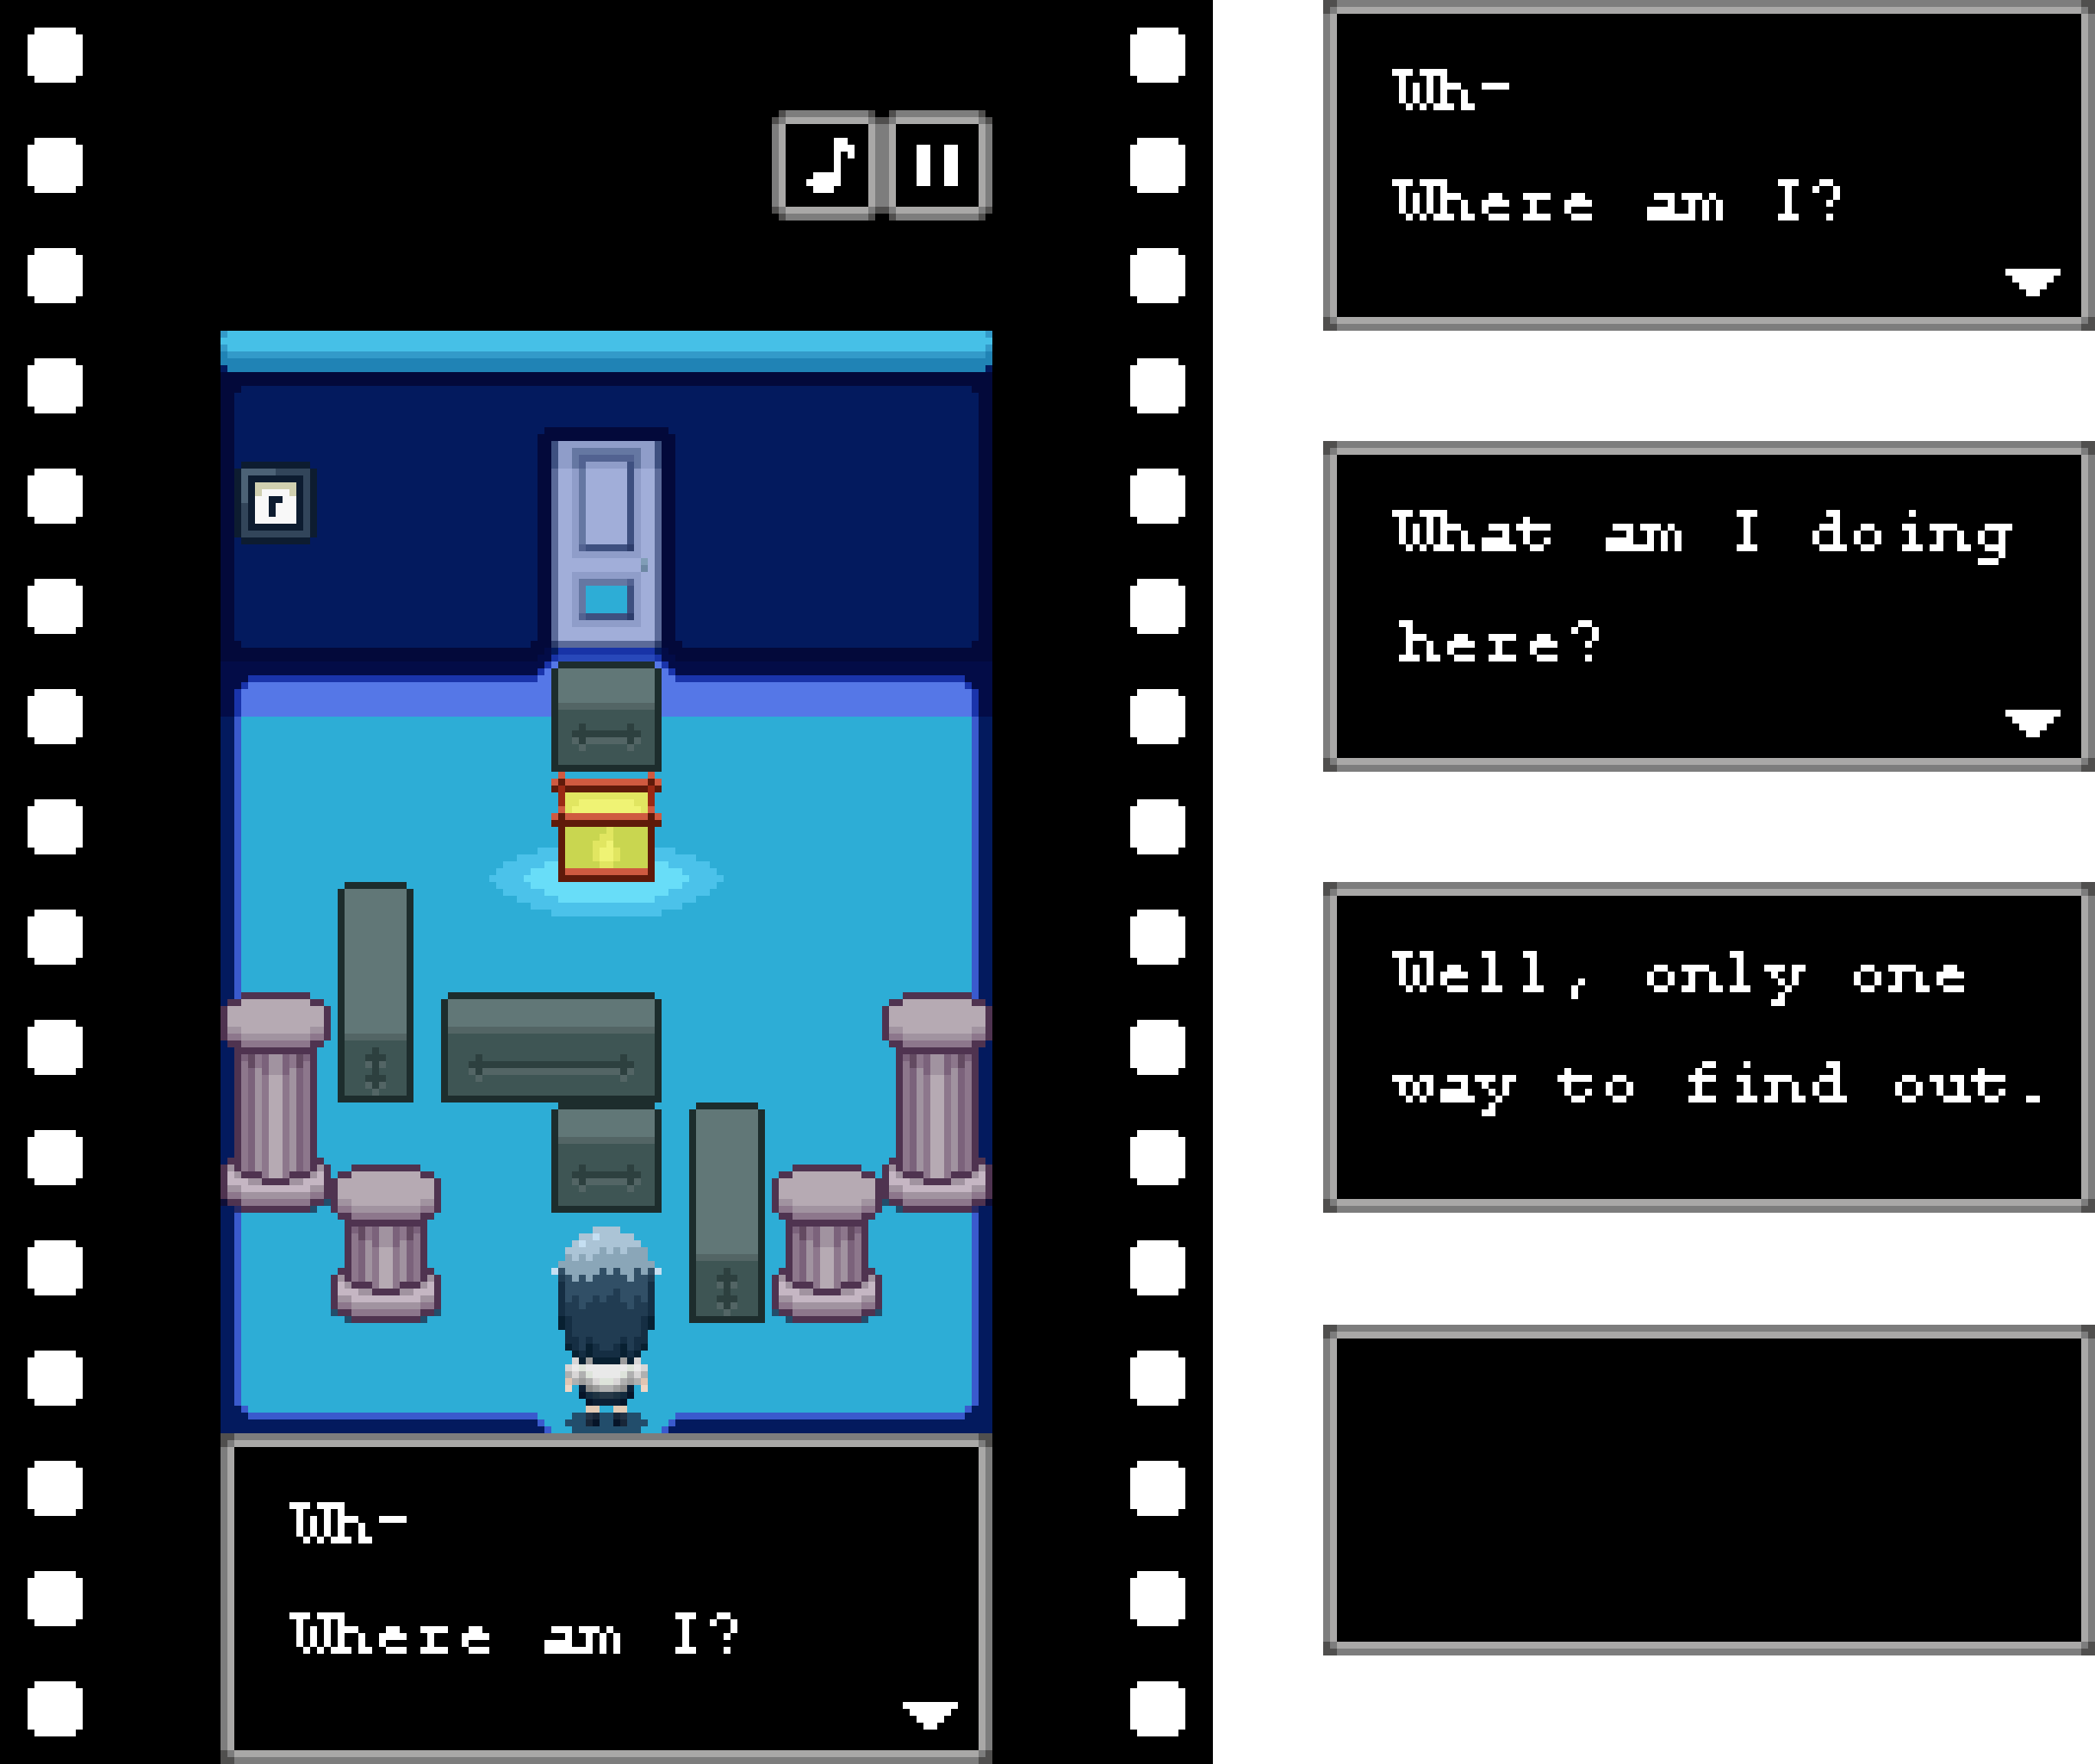 Wh-
Where am I?
Wh-
Where am I?
What am I doing
here?
Well, only one
way to find out.